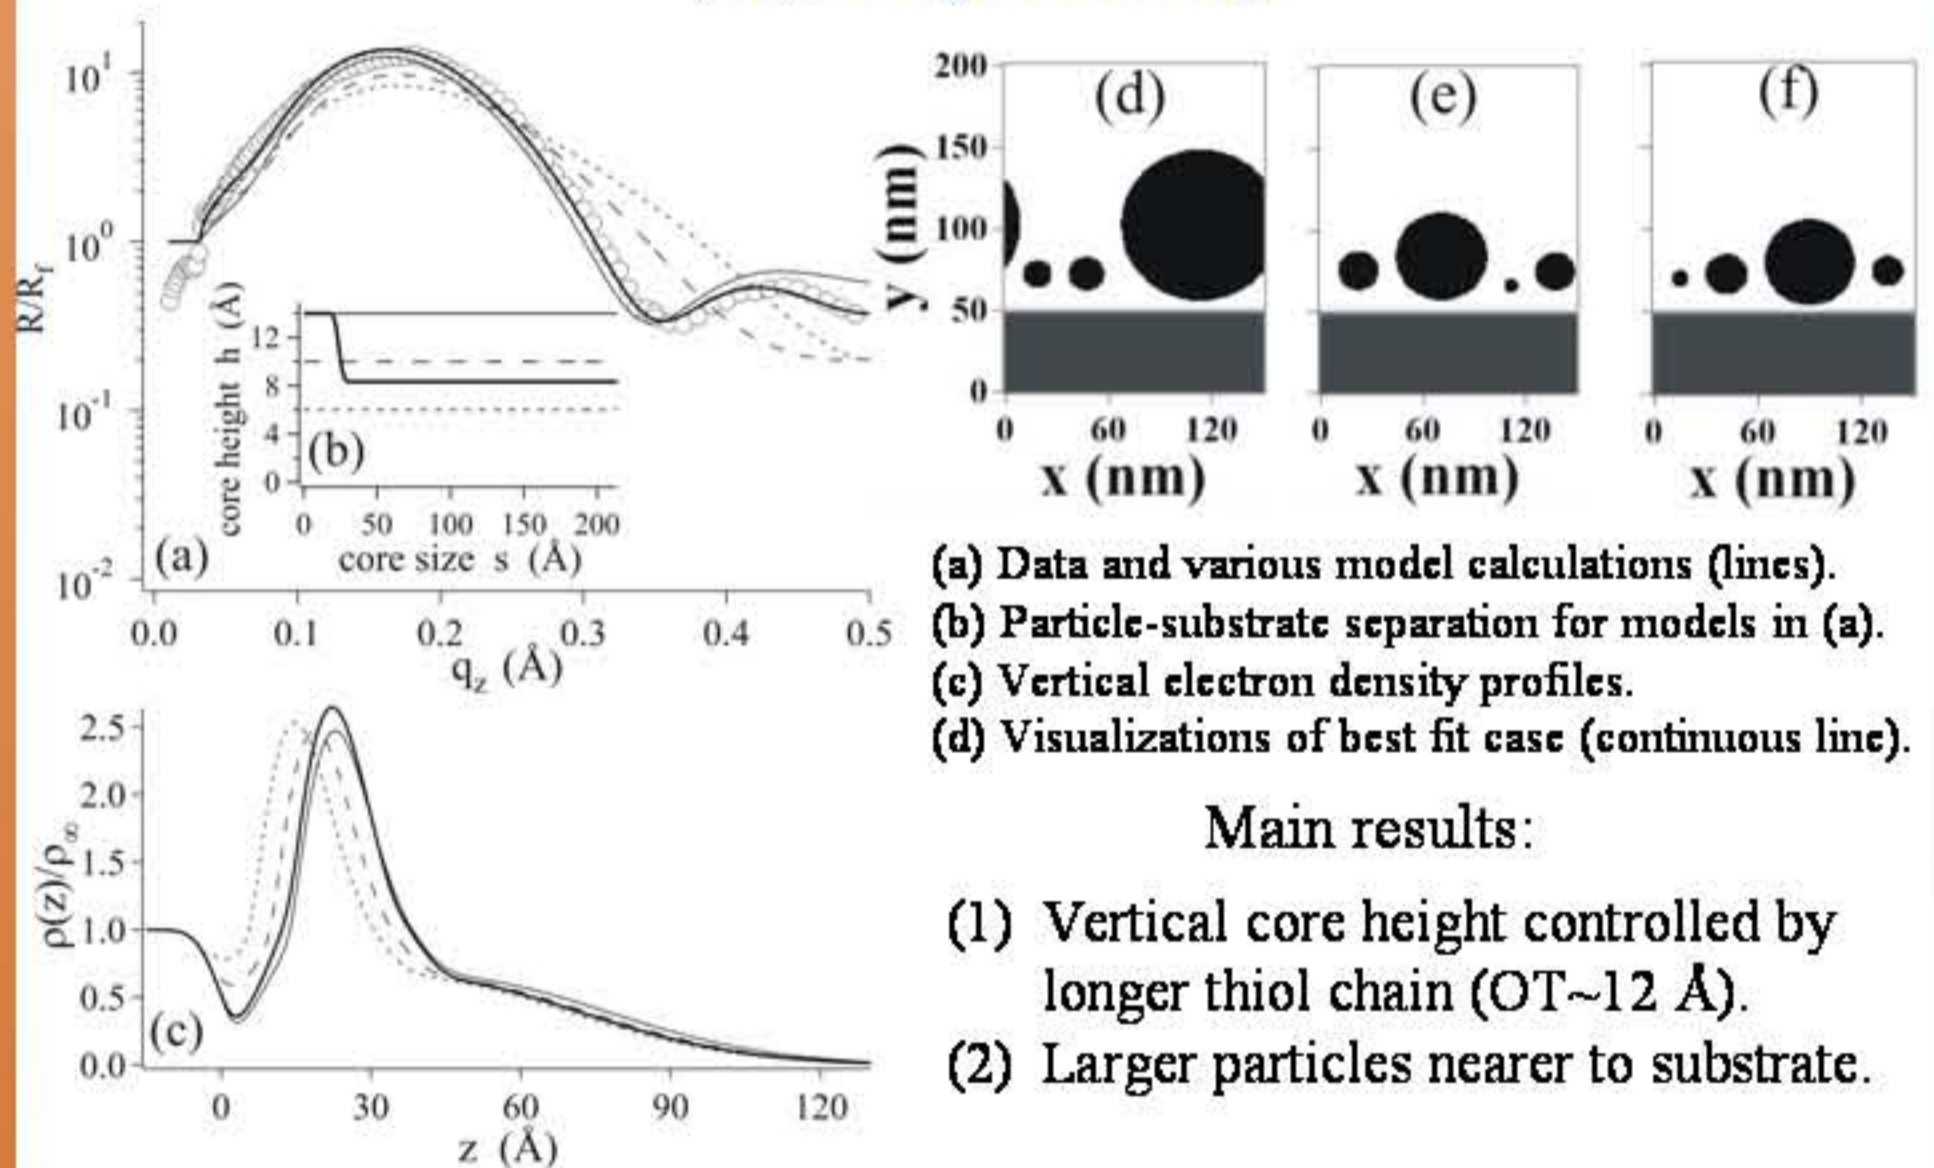 R/R_f
10¹
10⁰
10⁻¹
10⁻²
(a)
0.0 0.1 0.2 0.3 0.4 0.5
q_z (Å)
core height h (Å)
12
8
4
0
(b)
0 50 100 150 200
core size s (Å)
ρ(z)/ρ∞
2.5
2.0
1.5
1.0
0.5
0.0
(c)
0 30 60 90 120
z (Å)
y (nm)
200
150
100
50
0
(d) (e) (f)
0 60 120 0 60 120 0 60 120
x (nm) x (nm) x (nm)
(a) Data and various model calculations (lines).
(b) Particle-substrate separation for models in (a).
(c) Vertical electron density profiles.
(d) Visualizations of best fit case (continuous line).
Main results:
(1) Vertical core height controlled by
longer thiol chain (OT~12 Å).
(2) Larger particles nearer to substrate.